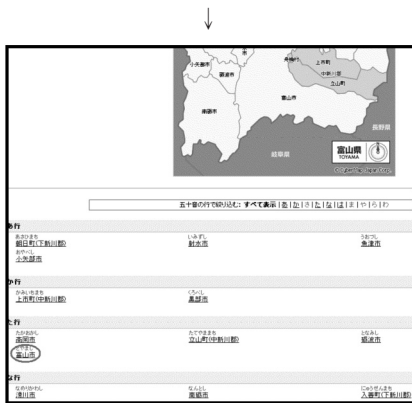 ↓
市
小矢部市
砺波市
舟橋村
上市町
中新川郡
立山町
富山市
南砺市
長野県
岐阜県
富山県
TOYAMA
© CyberMap Japan Corp.
五十音の行で絞り込む: すべて表示 | あ | か | さ | た | な | は | ま | や | ら | わ
あ行
あさひまち いみずし うおづし
朝日町(下新川郡) 射水市 魚津市
おやべし
小矢部市
か行
かみいちまち くろべし
上市町(中新川郡) 黒部市
た行
たかおかし たてやままち となみし
高岡市 立山町(中新川郡) 砺波市
とやまし
富山市
な行
なめりかわし なんとし にゅうぜんまち
滑川市 南砺市 入善町(下新川郡)